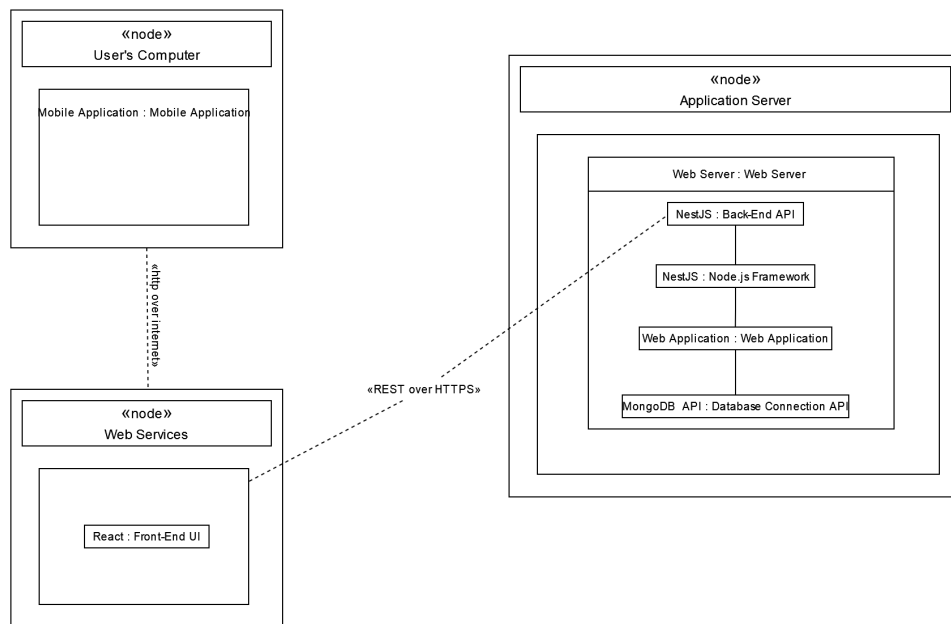 «node»
User's Computer
Mobile Application : Mobile Application
«http over internet»
«node»
Web Services
React : Front-End UI
«REST over HTTPS»
«node»
Application Server
Web Server : Web Server
NestJS : Back-End API
NestJS : Node.js Framework
Web Application : Web Application
MongoDB API : Database Connection API